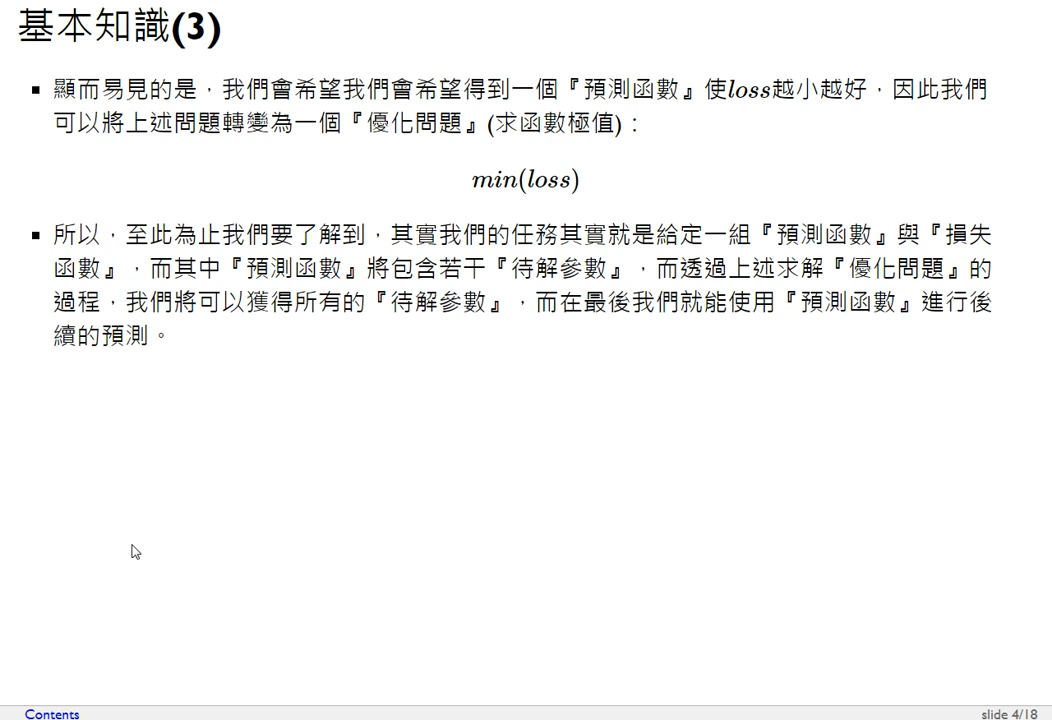 基本知識(3)
顯而易見的是，我們會希望我們會希望得到一個『預測函數』使loss越小越好，因此我們
可以將上述問題轉變為一個『優化問題』(求函數極值)：
min(loss)
所以，至此為止我們要了解到，其實我們的任務其實就是給定一組『預測函數』與『損失
函數』，而其中『預測函數』將包含若干『待解參數』，而透過上述求解『優化問題』的
過程，我們將可以獲得所有的『待解參數』，而在最後我們就能使用『預測函數』進行後
續的預測。
Contents
slide 4/18